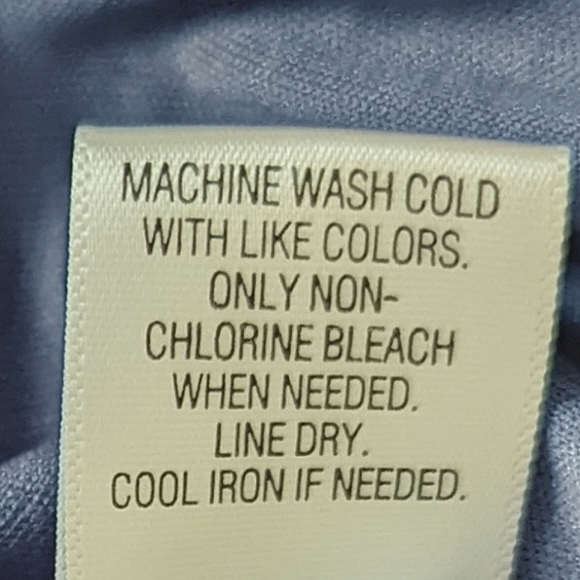 MACHINE WASH COLD
WITH LIKE COLORS.
ONLY NON-
CHLORINE BLEACH
WHEN NEEDED.
LINE DRY.
COOL IRON IF NEEDED.